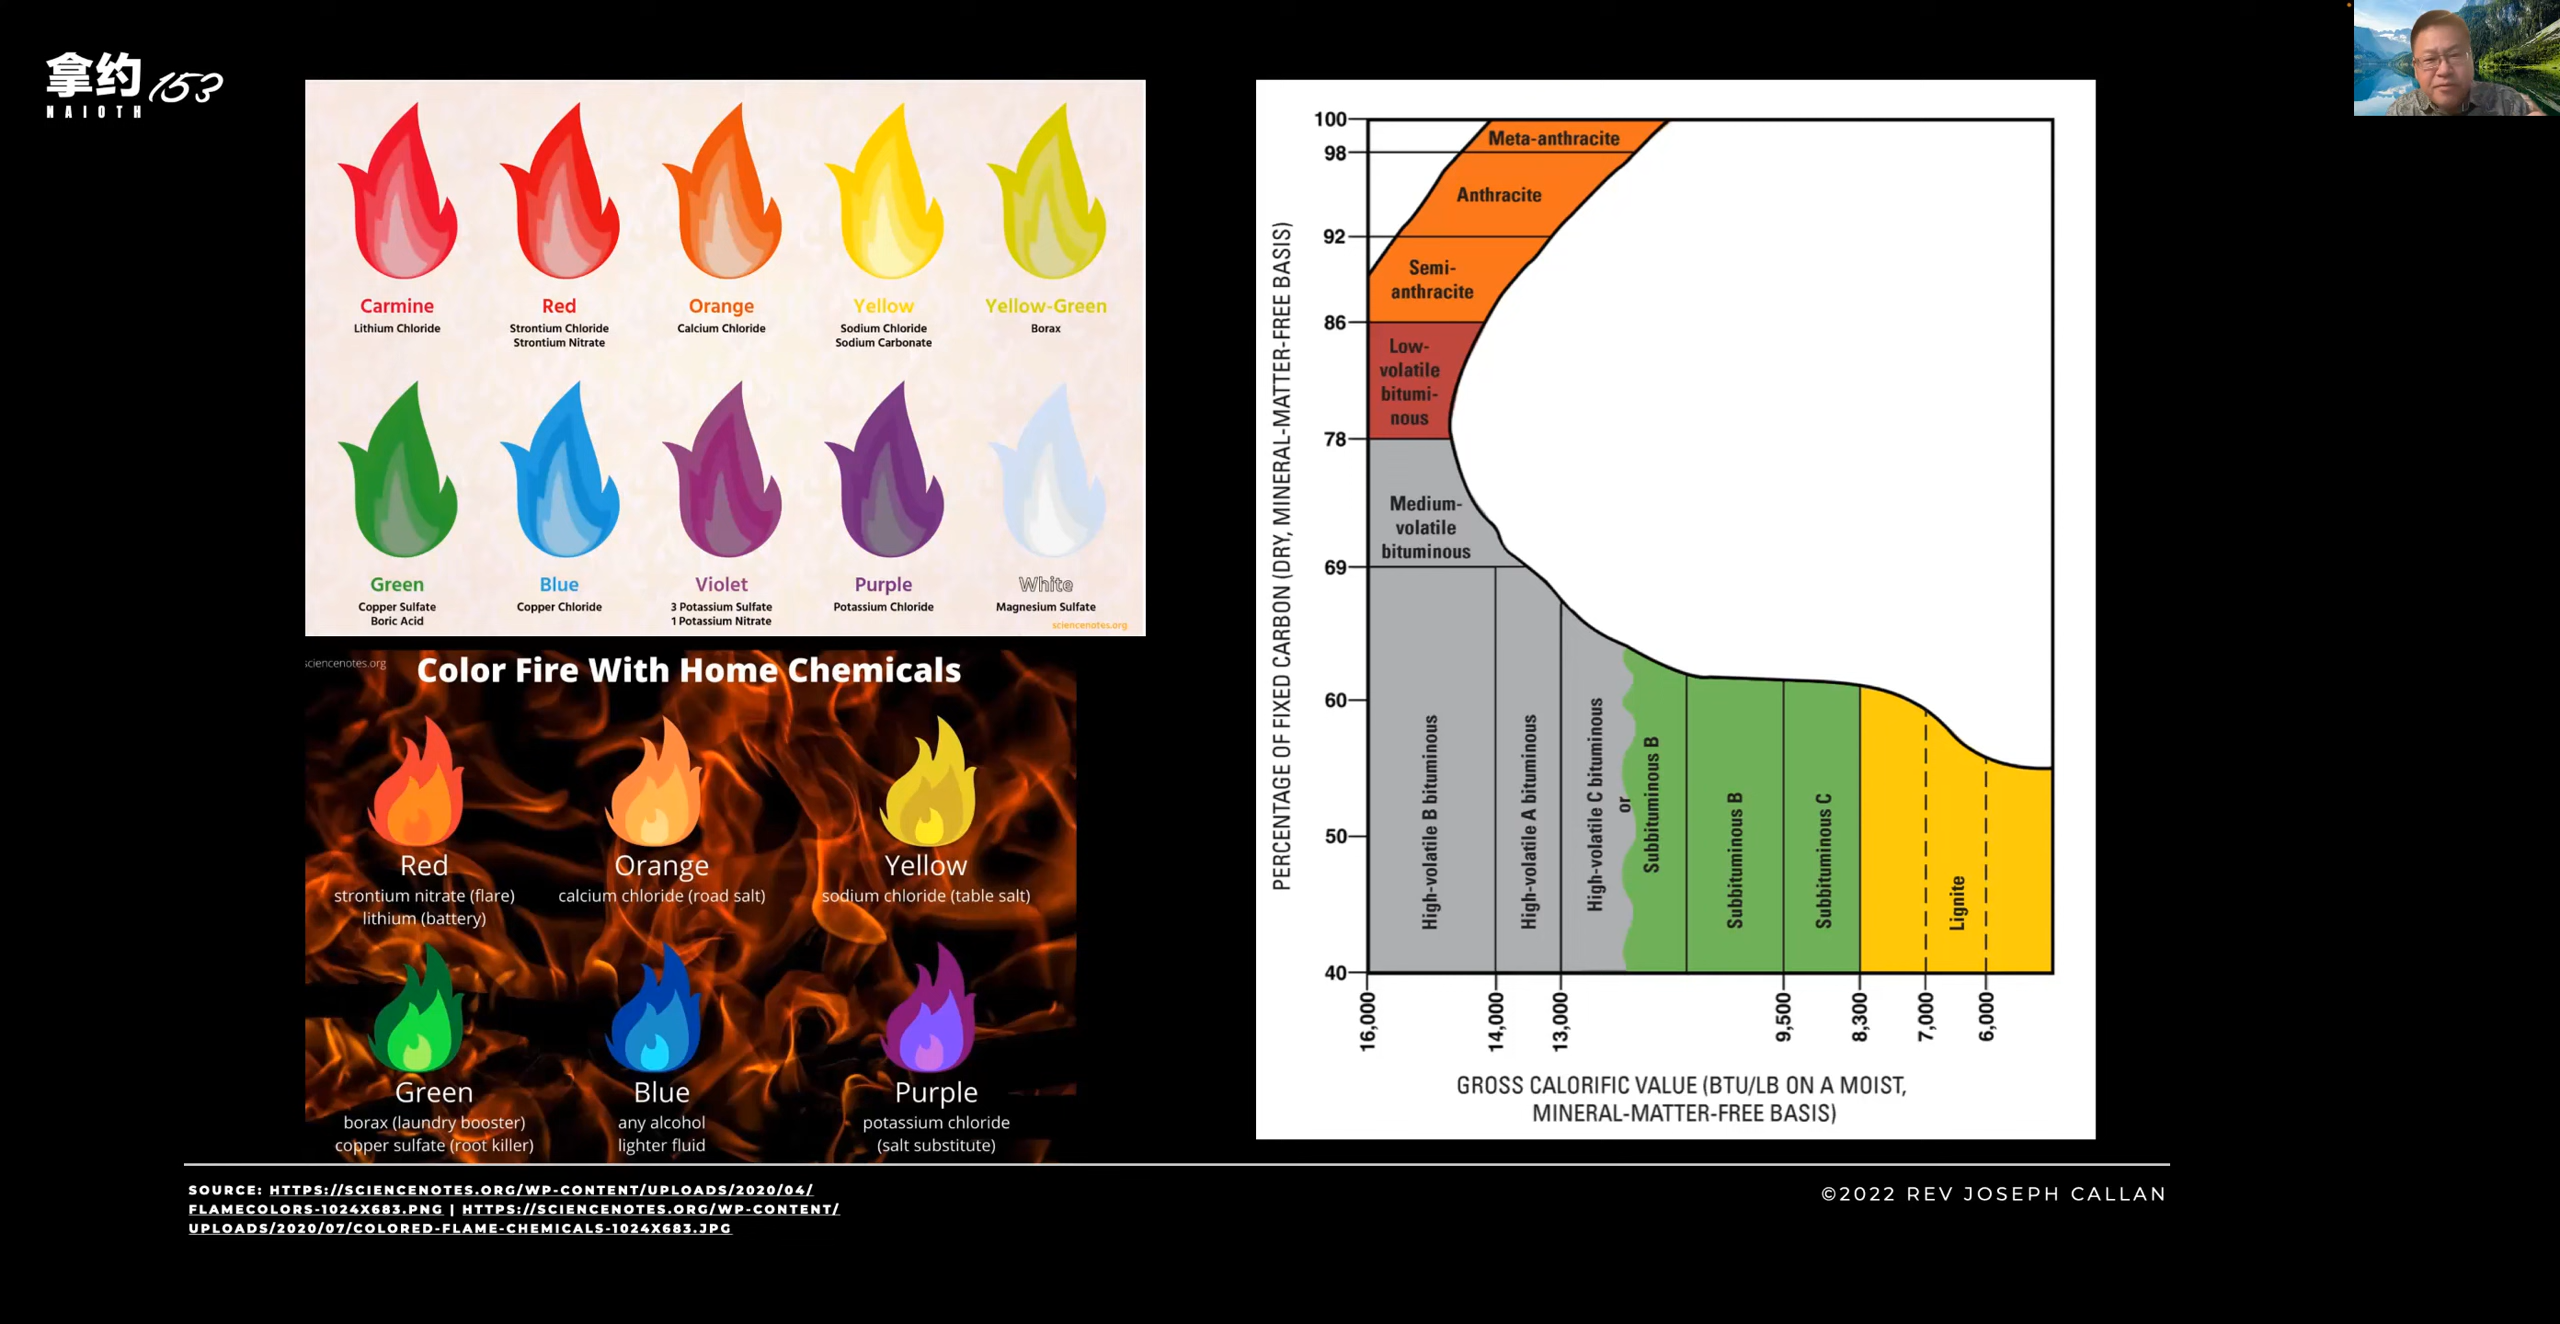 拿约153
NAIOTH
Carmine
Lithium Chloride
Red
Strontium Chloride
Strontium Nitrate
Orange
Calcium Chloride
Yellow
Sodium Chloride
Sodium Carbonate
Yellow-Green
Borax
Green
Copper Sulfate
Boric Acid
Blue
Copper Chloride
Violet
3 Potassium Sulfate
1 Potassium Nitrate
Purple
Potassium Chloride
White
Magnesium Sulfate
sciencenotes.org
sciencenotes.org
Color Fire With Home Chemicals
Red
strontium nitrate (flare)
lithium (battery)
Orange
calcium chloride (road salt)
Yellow
sodium chloride (table salt)
Green
borax (laundry booster)
copper sulfate (root killer)
Blue
any alcohol
lighter fluid
Purple
potassium chloride
(salt substitute)
PERCENTAGE OF FIXED CARBON (DRY, MINERAL-MATTER-FREE BASIS)
100
98
92
86
78
69
60
50
40
Meta-anthracite
Anthracite
Semi-
anthracite
Low-
volatile
bitumi-
nous
Medium-
volatile
bituminous
High-volatile B bituminous
High-volatile A bituminous
High-volatile C bituminous
or
Subbituminous B
Subbituminous B
Subbituminous C
Lignite
16,000
14,000
13,000
9,500
8,300
7,000
6,000
GROSS CALORIFIC VALUE (BTU/LB ON A MOIST,
MINERAL-MATTER-FREE BASIS)
SOURCE: HTTPS://SCIENCENOTES.ORG/WP-CONTENT/UPLOADS/2020/04/
FLAMECOLORS-1024X683.PNG | HTTPS://SCIENCENOTES.ORG/WP-CONTENT/
UPLOADS/2020/07/COLORED-FLAME-CHEMICALS-1024X683.JPG
©2022 REV JOSEPH CALLAN